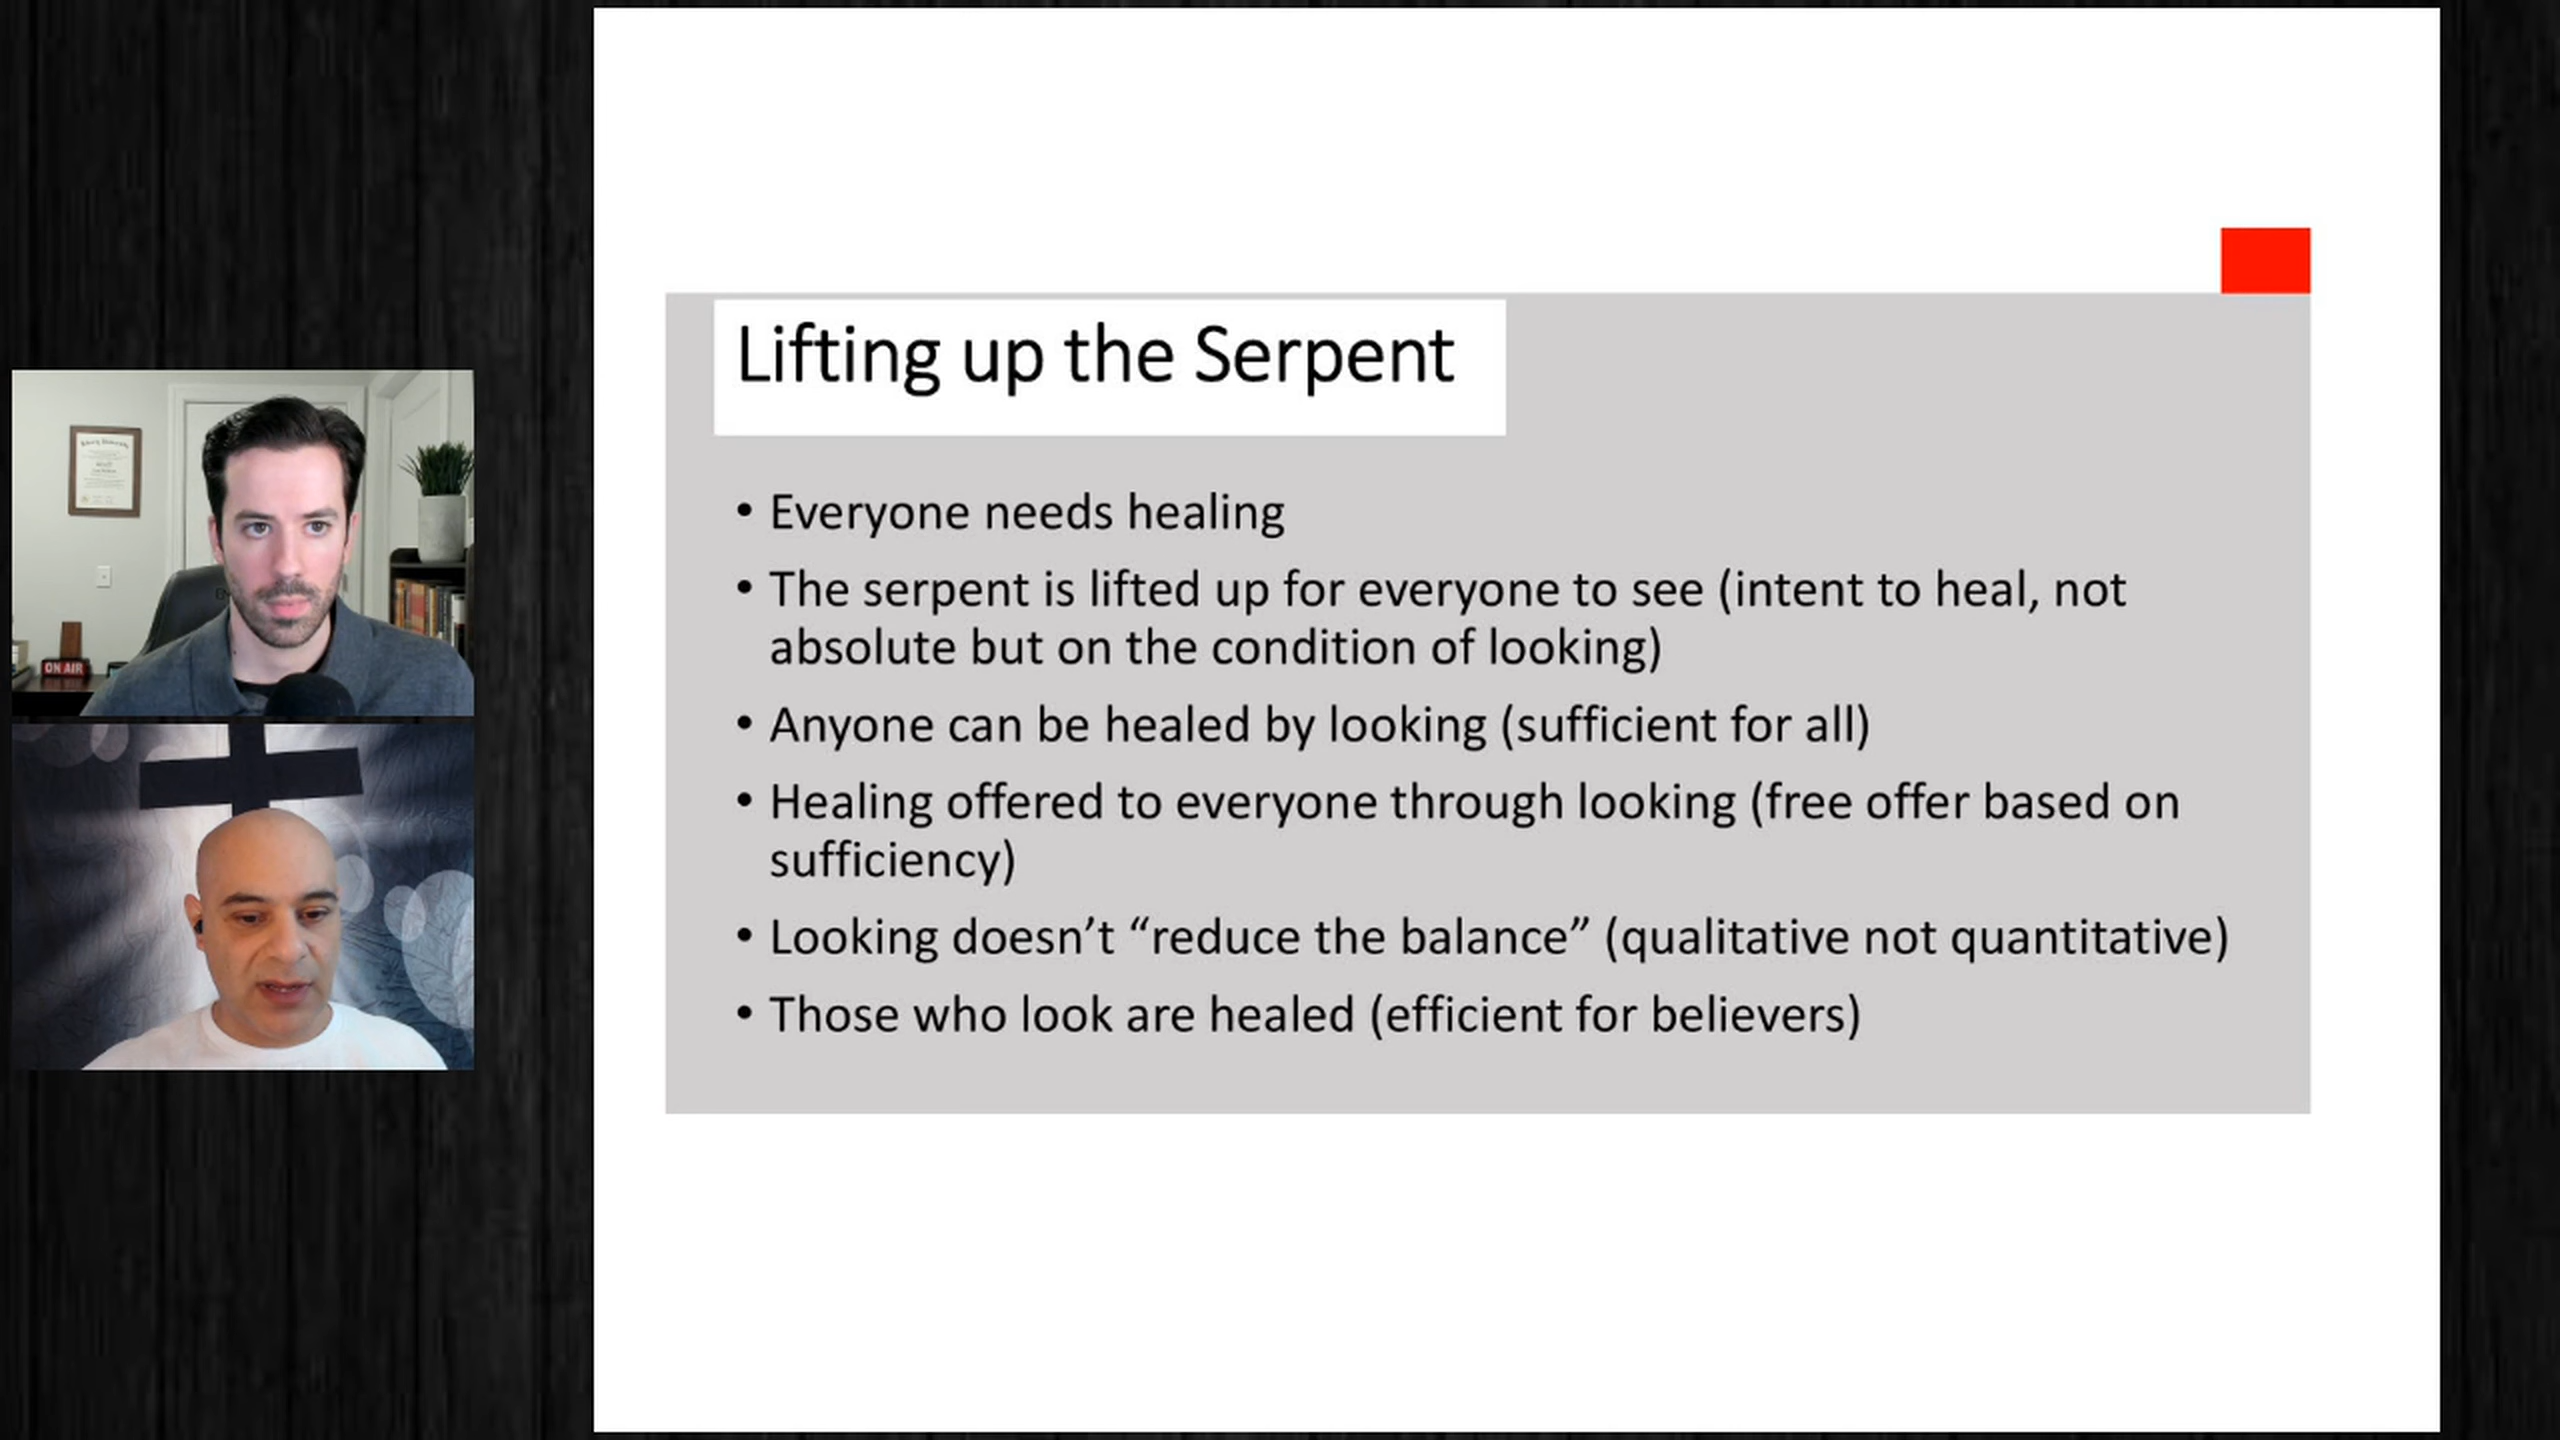 Lifting up the Serpent
• Everyone needs healing
• The serpent is lifted up for everyone to see (intent to heal, not
absolute but on the condition of looking)
• Anyone can be healed by looking (sufficient for all)
• Healing offered to everyone through looking (free offer based on
sufficiency)
• Looking doesn’t “reduce the balance” (qualitative not quantitative)
• Those who look are healed (efficient for believers)
ON AIR